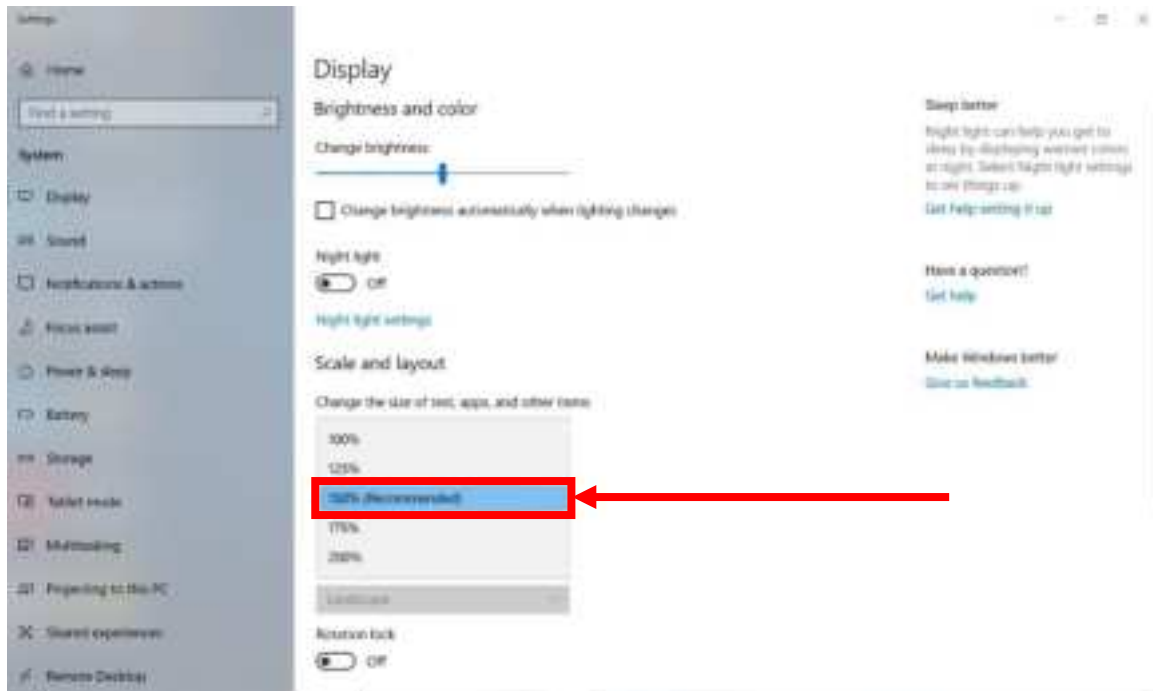 Settings
Home
Find a setting
System
Display
Sound
Notifications & actions
Focus assist
Power & sleep
Battery
Storage
Tablet mode
Multitasking
Projecting to this PC
Shared experiences
Remote Desktop
Display
Brightness and color
Change brightness
Change brightness automatically when lighting changes
Night light
Off
Night light settings
Scale and layout
Change the size of text, apps, and other items
100%
125%
150% (Recommended)
175%
200%
Landscape
Rotation lock
Off
Sleep better
Night light can help you get to
sleep by displaying warmer colors
at night. Select Night light settings
to set things up.
Get help setting it up
Have a question?
Get help
Make Windows better
Give us feedback